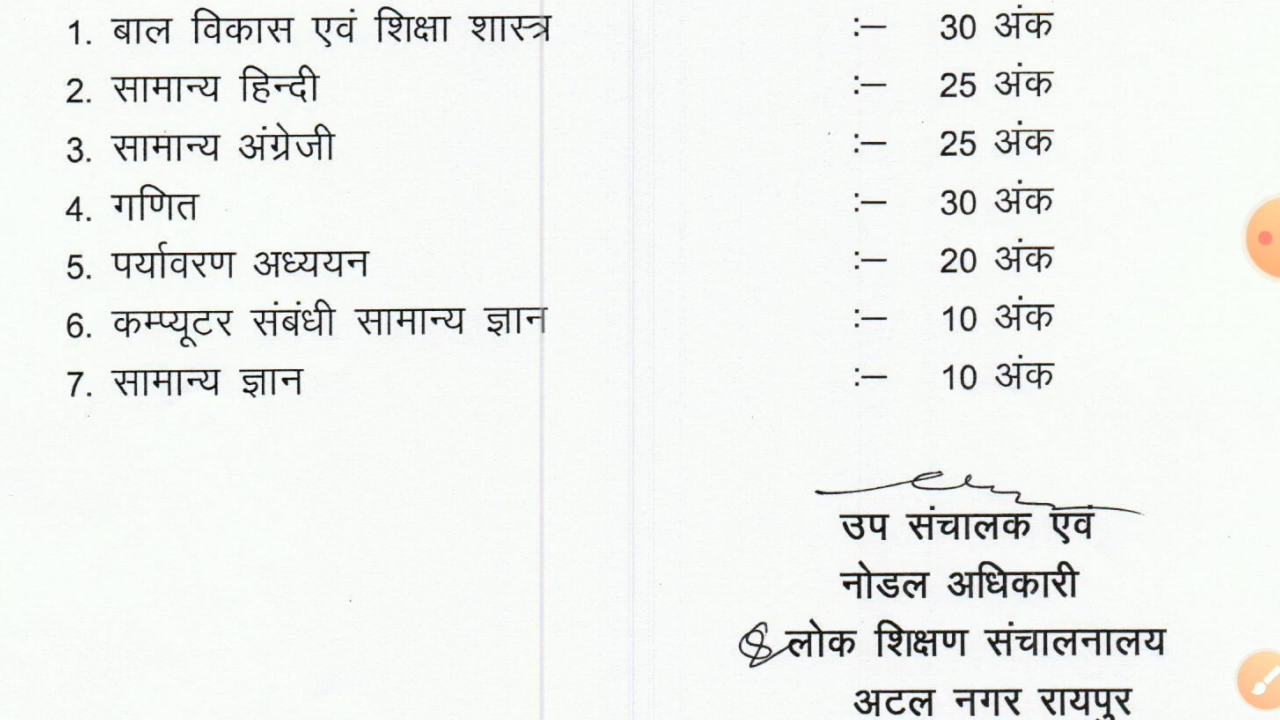 1. बाल विकास एवं शिक्षा शास्त्र :– 30 अंक
2. सामान्य हिन्दी :– 25 अंक
3. सामान्य अंग्रेजी :– 25 अंक
4. गणित :– 30 अंक
5. पर्यावरण अध्ययन :– 20 अंक
6. कम्प्यूटर संबंधी सामान्य ज्ञान :– 10 अंक
7. सामान्य ज्ञान :– 10 अंक
उप संचालक एवं
नोडल अधिकारी
लोक शिक्षण संचालनालय
अटल नगर रायपुर